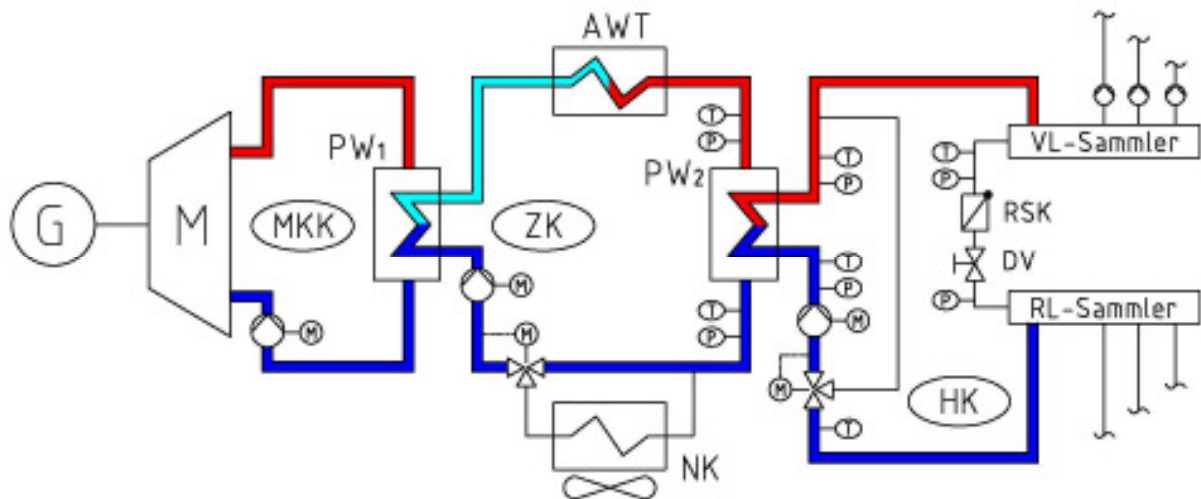 AWT
T
P
PW1
PW2
T
P
T
P
VL-Sammler
G
M
MKK
ZK
RSK
T
P
DV
M
M
M
T
P
M
P
RL-Sammler
M
HK
T
NK